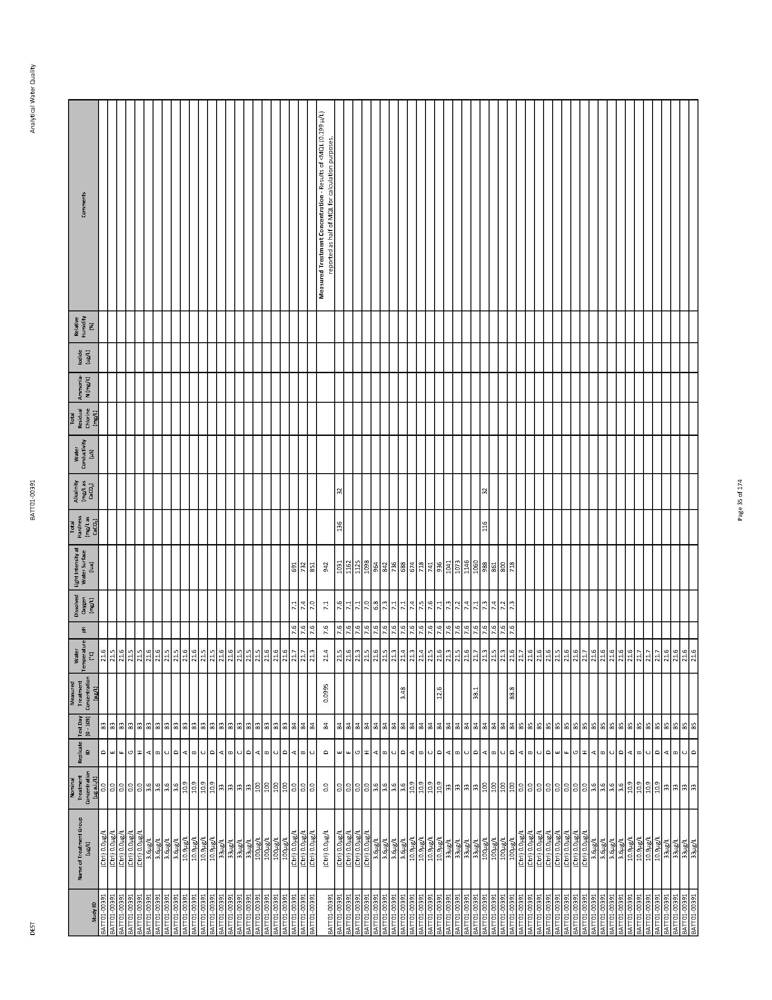 DEST BATT01-00391 Analytical Water Quality
Study ID Name of Treatment Group (µg/L) Nominal Treatment Concentration (µg a.i./L) Replicate ID Test Day (0 - 109) Measured Treatment Concentration (µg/L) Water Temperature (°C) pH Dissolved Oxygen (mg/L) Light Intensity at Water Surface (lux) Total Hardness (mg/L as CaCO₃) Alkalinity (mg/L as CaCO₃) Water Conductivity (µS) Total Residual Chlorine (mg/L) Ammonia-N (mg/L) Iodide (µg/L) Relative Humidity (%) Comments
BATT01-00391 (Ctrl) 0.0µg/L 0.0 D 83 21.6
BATT01-00391 (Ctrl) 0.0µg/L 0.0 E 83 21.5
BATT01-00391 (Ctrl) 0.0µg/L 0.0 F 83 21.6
BATT01-00391 (Ctrl) 0.0µg/L 0.0 G 83 21.5
BATT01-00391 (Ctrl) 0.0µg/L 0.0 H 83 21.5
BATT01-00391 3.6µg/L 3.6 A 83 21.6
BATT01-00391 3.6µg/L 3.6 B 83 21.6
BATT01-00391 3.6µg/L 3.6 C 83 21.5
BATT01-00391 3.6µg/L 3.6 D 83 21.5
BATT01-00391 10.9µg/L 10.9 A 83 21.6
BATT01-00391 10.9µg/L 10.9 B 83 21.6
BATT01-00391 10.9µg/L 10.9 C 83 21.5
BATT01-00391 10.9µg/L 10.9 D 83 21.5
BATT01-00391 33µg/L 33 A 83 21.6
BATT01-00391 33µg/L 33 B 83 21.6
BATT01-00391 33µg/L 33 C 83 21.5
BATT01-00391 33µg/L 33 D 83 21.5
BATT01-00391 100µg/L 100 A 83 21.5
BATT01-00391 100µg/L 100 B 83 21.6
BATT01-00391 100µg/L 100 C 83 21.6
BATT01-00391 100µg/L 100 D 83 21.6
BATT01-00391 (Ctrl) 0.0µg/L 0.0 A 84 21.7 7.6 7.1 691
BATT01-00391 (Ctrl) 0.0µg/L 0.0 B 84 21.7 7.6 7.4 732
BATT01-00391 (Ctrl) 0.0µg/L 0.0 C 84 21.3 7.6 7.0 851
BATT01-00391 (Ctrl) 0.0µg/L 0.0 D 84 0.0995 21.4 7.6 7.1 942 Measured Treatment Concentration - Results of <MQL (0.199 µ/L)
reported as half of MQL for calculation purposes.
BATT01-00391 (Ctrl) 0.0µg/L 0.0 E 84 21.5 7.6 7.6 1031 136 32
BATT01-00391 (Ctrl) 0.0µg/L 0.0 F 84 21.6 7.6 7.1 1162
BATT01-00391 (Ctrl) 0.0µg/L 0.0 G 84 21.3 7.6 7.1 1125
BATT01-00391 (Ctrl) 0.0µg/L 0.0 H 84 21.5 7.6 7.0 1098
BATT01-00391 3.6µg/L 3.6 A 84 21.6 7.6 6.8 964
BATT01-00391 3.6µg/L 3.6 B 84 21.5 7.6 7.3 842
BATT01-00391 3.6µg/L 3.6 C 84 21.3 7.6 7.1 736
BATT01-00391 3.6µg/L 3.6 D 84 3.48 21.4 7.6 7.1 688
BATT01-00391 10.9µg/L 10.9 A 84 21.3 7.6 7.4 674
BATT01-00391 10.9µg/L 10.9 B 84 21.4 7.6 7.5 718
BATT01-00391 10.9µg/L 10.9 C 84 21.5 7.6 7.6 741
BATT01-00391 10.9µg/L 10.9 D 84 12.6 21.6 7.6 7.1 936
BATT01-00391 33µg/L 33 A 84 21.3 7.6 7.3 1041
BATT01-00391 33µg/L 33 B 84 21.5 7.6 7.2 1073
BATT01-00391 33µg/L 33 C 84 21.6 7.6 7.4 1146
BATT01-00391 33µg/L 33 D 84 38.1 21.7 7.6 7.1 1060
BATT01-00391 100µg/L 100 A 84 21.3 7.6 7.3 988 116 32
BATT01-00391 100µg/L 100 B 84 21.5 7.6 7.4 861
BATT01-00391 100µg/L 100 C 84 21.3 7.6 7.2 800
BATT01-00391 100µg/L 100 D 84 88.8 21.6 7.6 7.3 718
BATT01-00391 (Ctrl) 0.0µg/L 0.0 A 85 21.7
BATT01-00391 (Ctrl) 0.0µg/L 0.0 B 85 21.6
BATT01-00391 (Ctrl) 0.0µg/L 0.0 C 85 21.6
BATT01-00391 (Ctrl) 0.0µg/L 0.0 D 85 21.6
BATT01-00391 (Ctrl) 0.0µg/L 0.0 E 85 21.5
BATT01-00391 (Ctrl) 0.0µg/L 0.0 F 85 21.6
BATT01-00391 (Ctrl) 0.0µg/L 0.0 G 85 21.6
BATT01-00391 (Ctrl) 0.0µg/L 0.0 H 85 21.7
BATT01-00391 3.6µg/L 3.6 A 85 21.6
BATT01-00391 3.6µg/L 3.6 B 85 21.6
BATT01-00391 3.6µg/L 3.6 C 85 21.6
BATT01-00391 3.6µg/L 3.6 D 85 21.6
BATT01-00391 10.9µg/L 10.9 A 85 21.6
BATT01-00391 10.9µg/L 10.9 B 85 21.7
BATT01-00391 10.9µg/L 10.9 C 85 21.7
BATT01-00391 10.9µg/L 10.9 D 85 21.7
BATT01-00391 33µg/L 33 A 85 21.6
BATT01-00391 33µg/L 33 B 85 21.6
BATT01-00391 33µg/L 33 C 85 21.6
BATT01-00391 33µg/L 33 D 85 21.6
Page 35 of 174